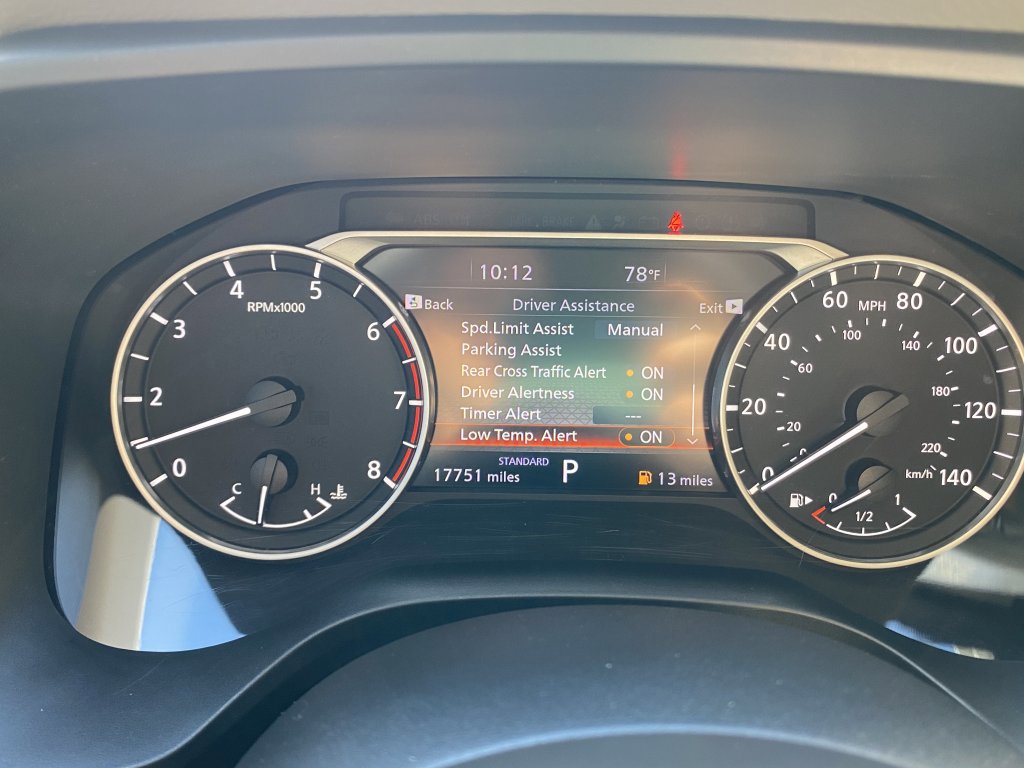 10:12 78°F
Back Driver Assistance Exit
Spd.Limit Assist Manual
Parking Assist
Rear Cross Traffic Alert ON
Driver Alertness ON
Timer Alert ---
Low Temp. Alert ON
STANDARD
17751 miles P 13 miles
RPMx1000
0 2 3 4 5 6 7 8
C H
MPH
0 20 40 60 80 100 120 140
0 20 60 100 140 180 220
km/h
0 1/2 1
ABS